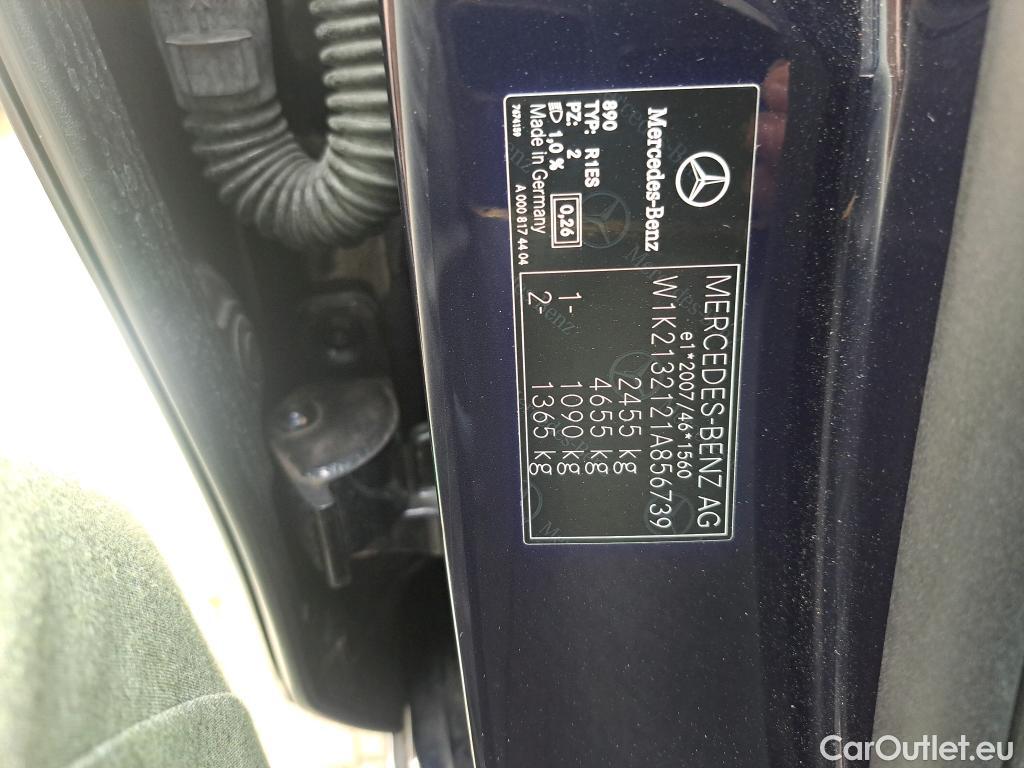 Mercedes-Benz
890
TYP: R1ES
PZ: 2
1,0 %
0,26
Made in Germany
A 000 817 44 04
MERCEDES-BENZ AG
e1*2007/46*1560
W1K2132121A856739
2455 kg
4655 kg
1- 1090 kg
2- 1365 kg
CarOutlet.eu